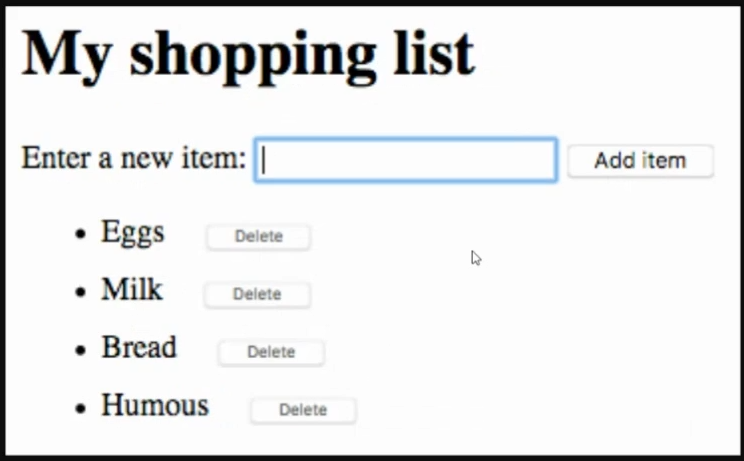 My shopping list
Enter a new item: Add item
Eggs Delete
Milk Delete
Bread Delete
Humous Delete